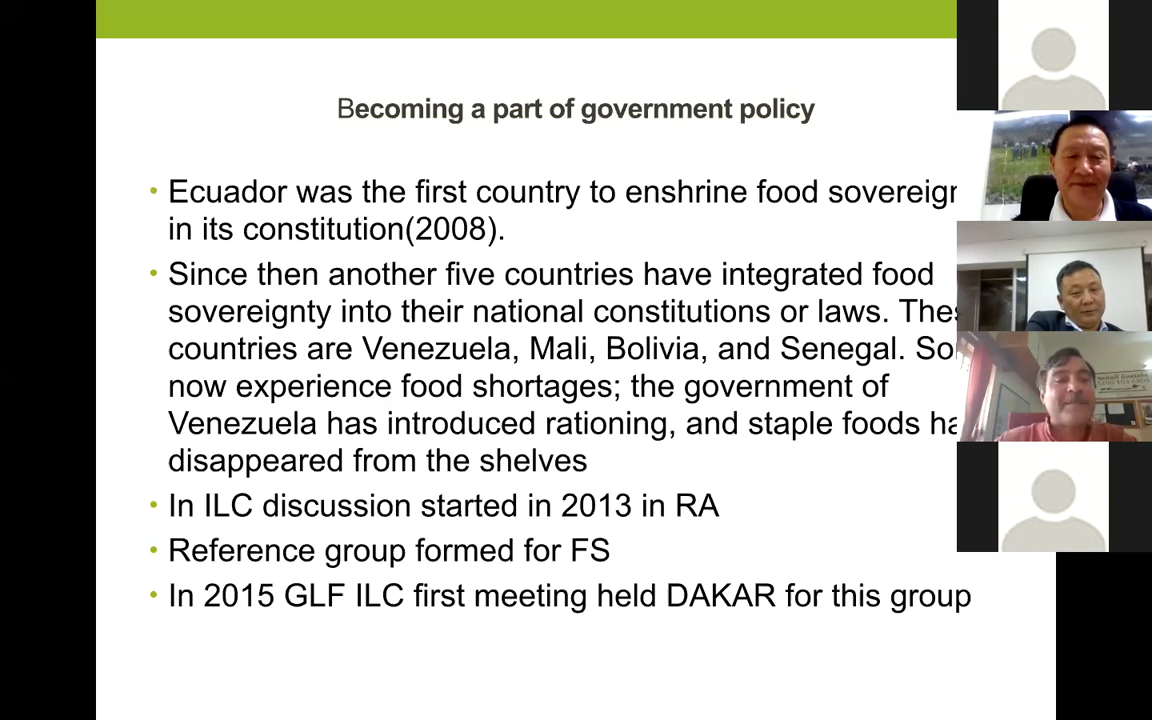 Becoming a part of government policy
• Ecuador was the first country to enshrine food
in its constitution(2008).
• Since then another five countries have integrated food
sovereignty into their national constitutions or laws.
countries are Venezuela, Mali, Bolivia, and Senegal.
now experience food shortages; the government of
Venezuela has introduced rationing, and staple foods
disappeared from the shelves
• In ILC discussion started in 2013 in RA
• Reference group formed for FS
• In 2015 GLF ILC first meeting held DAKAR for this group